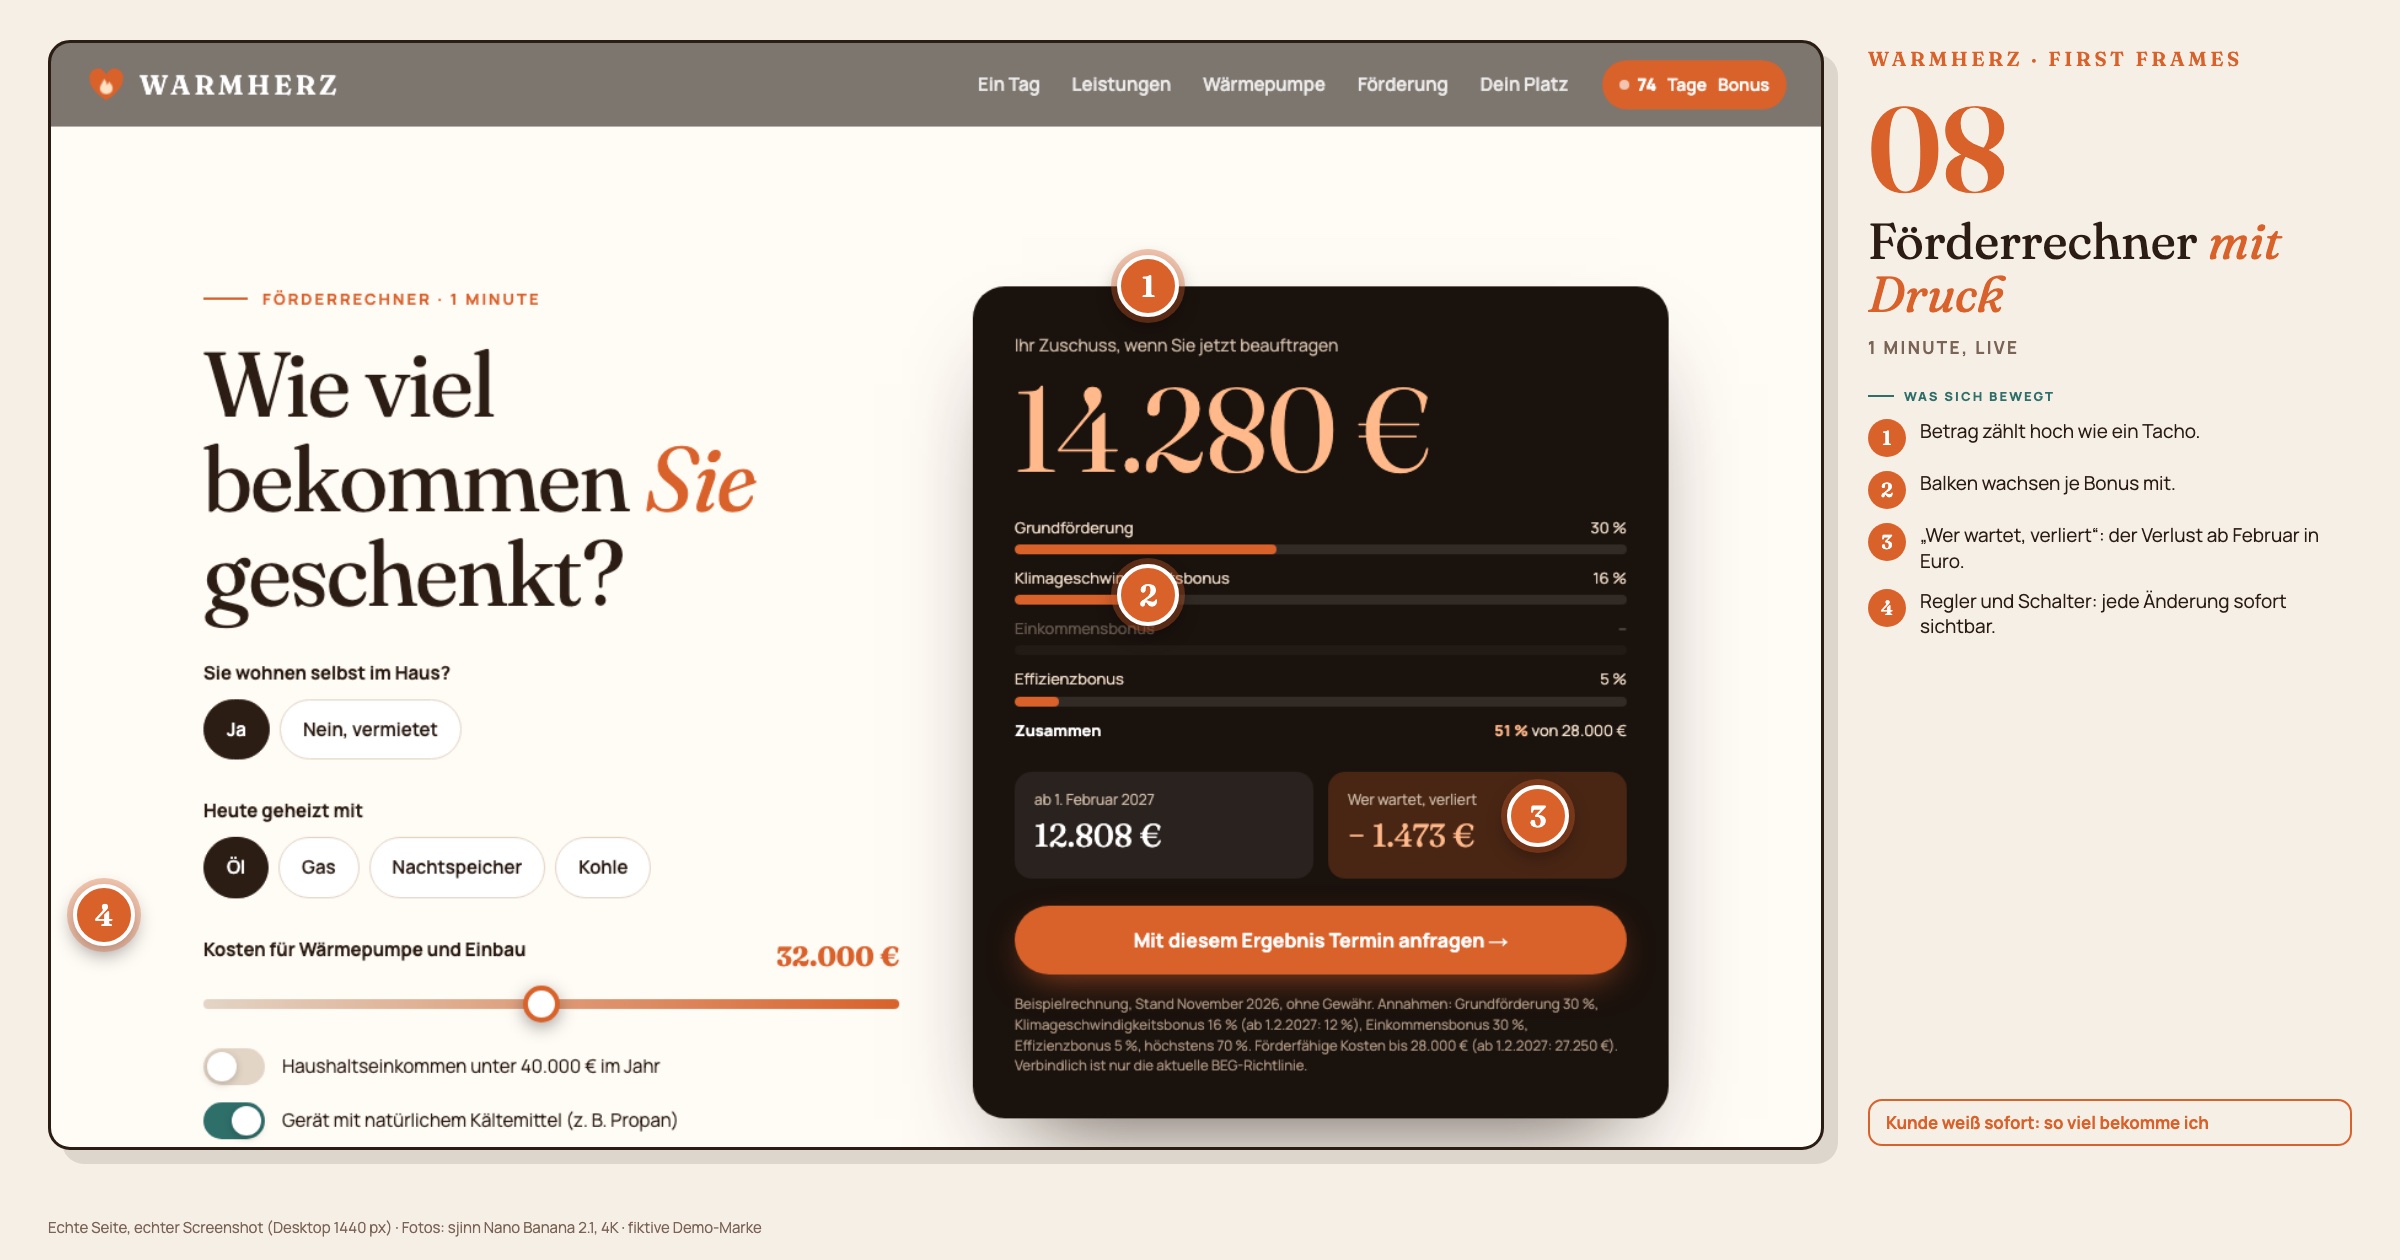 WARMHERZ
Ein Tag
Leistungen
Wärmepumpe
Förderung
Dein Platz
74 Tage Bonus
FÖRDERRECHNER · 1 MINUTE
Wie viel
bekommen Sie
geschenkt?
Sie wohnen selbst im Haus?
Ja
Nein, vermietet
Heute geheizt mit
Öl
Gas
Nachtspeicher
Kohle
4
Kosten für Wärmepumpe und Einbau
32.000 €
Haushaltseinkommen unter 40.000 € im Jahr
Gerät mit natürlichem Kältemittel (z. B. Propan)
1
Ihr Zuschuss, wenn Sie jetzt beauftragen
14.280 €
Grundförderung
30 %
2
16 %
Einkommensbonus
–
Effizienzbonus
5 %
Zusammen
51 % von 28.000 €
ab 1. Februar 2027
12.808 €
Wer wartet, verliert
− 1.473 €
3
Mit diesem Ergebnis Termin anfragen →
Beispielrechnung, Stand November 2026, ohne Gewähr. Annahmen: Grundförderung 30 %,
Klimageschwindigkeitsbonus 16 % (ab 1.2.2027: 12 %), Einkommensbonus 30 %,
Effizienzbonus 5 %, höchstens 70 %. Förderfähige Kosten bis 28.000 € (ab 1.2.2027: 27.250 €).
Verbindlich ist nur die aktuelle BEG-Richtlinie.
WARMHERZ · FIRST FRAMES
08
Förderrechner mit
Druck
1 MINUTE, LIVE
WAS SICH BEWEGT
1 Betrag zählt hoch wie ein Tacho.
2 Balken wachsen je Bonus mit.
3 „Wer wartet, verliert“: der Verlust ab Februar in
Euro.
4 Regler und Schalter: jede Änderung sofort
sichtbar.
Kunde weiß sofort: so viel bekomme ich
Echte Seite, echter Screenshot (Desktop 1440 px) · Fotos: sjinn Nano Banana 2.1, 4K · fiktive Demo-Marke